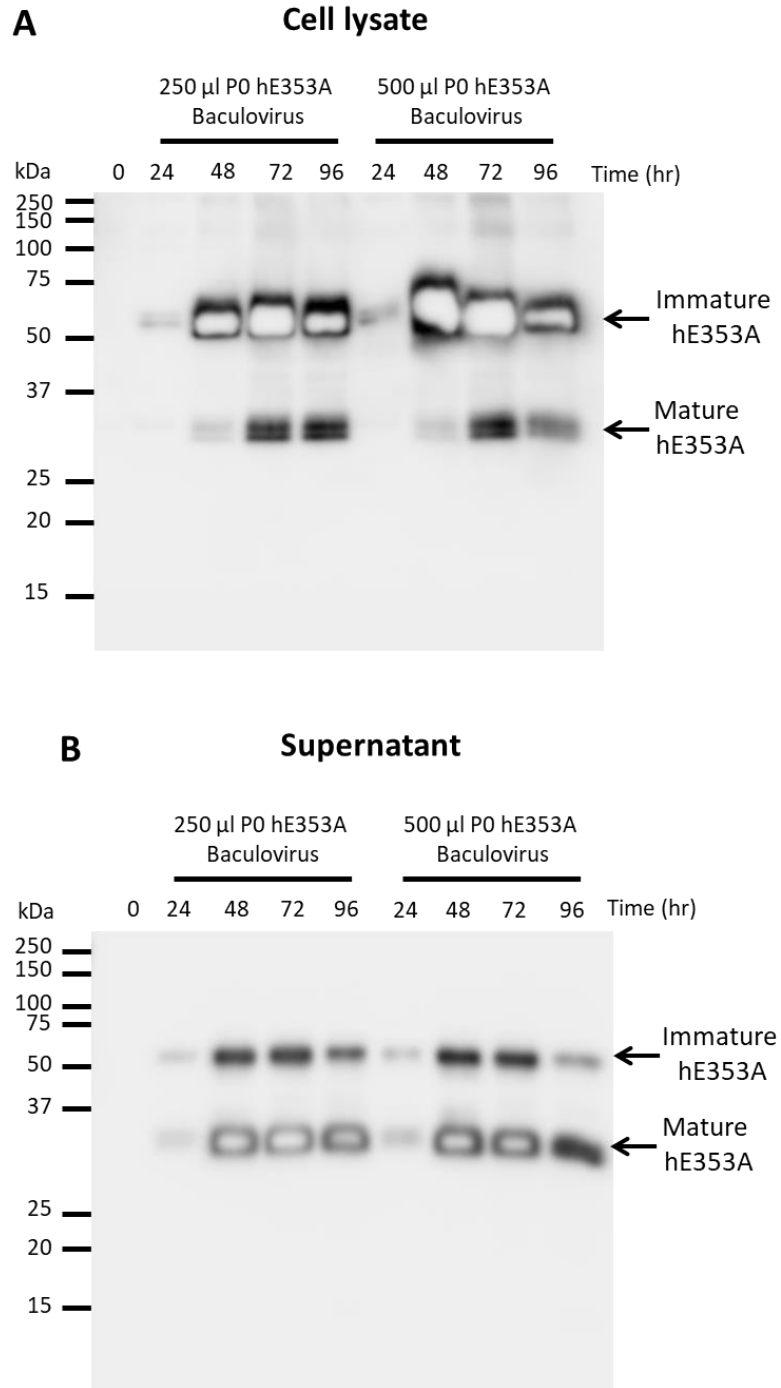 A
Cell lysate
250 µl P0 hE353A
Baculovirus
500 µl P0 hE353A
Baculovirus
kDa 0 24 48 72 96 24 48 72 96 Time (hr)
250
150
100
75
50
37
25
20
15
Immature
hE353A
Mature
hE353A
B
Supernatant
250 µl P0 hE353A
Baculovirus
500 µl P0 hE353A
Baculovirus
kDa 0 24 48 72 96 24 48 72 96 Time (hr)
250
150
100
75
50
37
25
20
15
Immature
hE353A
Mature
hE353A